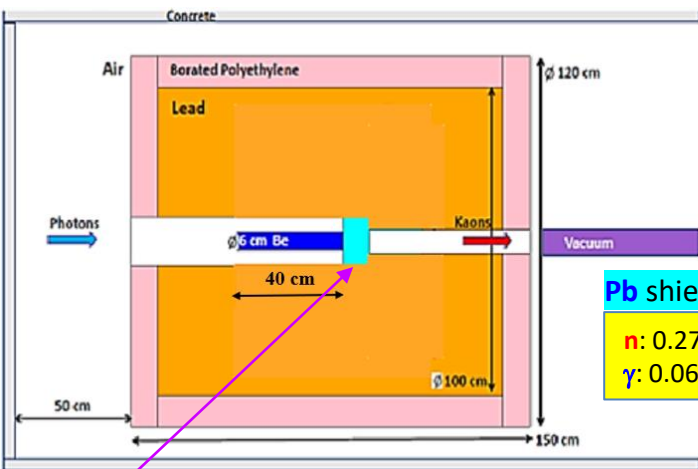 Concrete
Air
Borated Polyethylene
Ø 120 cm
Lead
Photons
Kaons
Ø6 cm Be
Vacuum
40 cm
Pb shie
n: 0.27
γ: 0.06
Ø100 cm
50 cm
150 cm